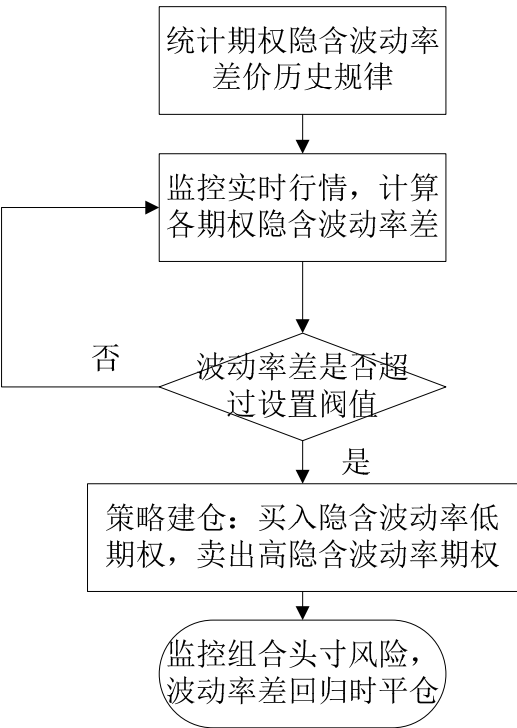 统计期权隐含波动率
差价历史规律
监控实时行情，计算
各期权隐含波动率差
否
波动率差是否超
过设置阀值
是
策略建仓：买入隐含波动率低
期权，卖出高隐含波动率期权
监控组合头寸风险，
波动率差回归时平仓